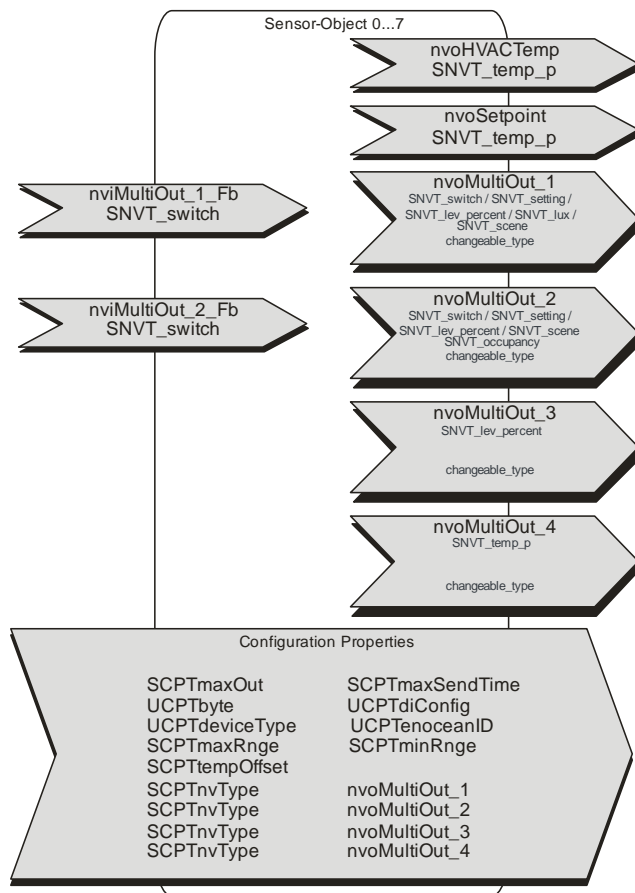 Sensor-Object 0...7
nvoHVACTemp
SNVT_temp_p
nvoSetpoint
SNVT_temp_p
nviMultiOut_1_Fb
SNVT_switch
nvoMultiOut_1
SNVT_switch / SNVT_setting /
SNVT_lev_percent / SNVT_lux /
SNVT_scene
changeable_type
nviMultiOut_2_Fb
SNVT_switch
nvoMultiOut_2
SNVT_switch / SNVT_setting /
SNVT_lev_percent / SNVT_scene
SNVT_occupancy
changeable_type
nvoMultiOut_3
SNVT_lev_percent
changeable_type
nvoMultiOut_4
SNVT_temp_p
changeable_type
Configuration Properties
SCPTmaxOut SCPTmaxSendTime
UCPTbyte UCPTdiConfig
UCPTdeviceType UCPTenoceanID
SCPTmaxRnge SCPTminRnge
SCPTtempOffset
SCPTnvType nvoMultiOut_1
SCPTnvType nvoMultiOut_2
SCPTnvType nvoMultiOut_3
SCPTnvType nvoMultiOut_4